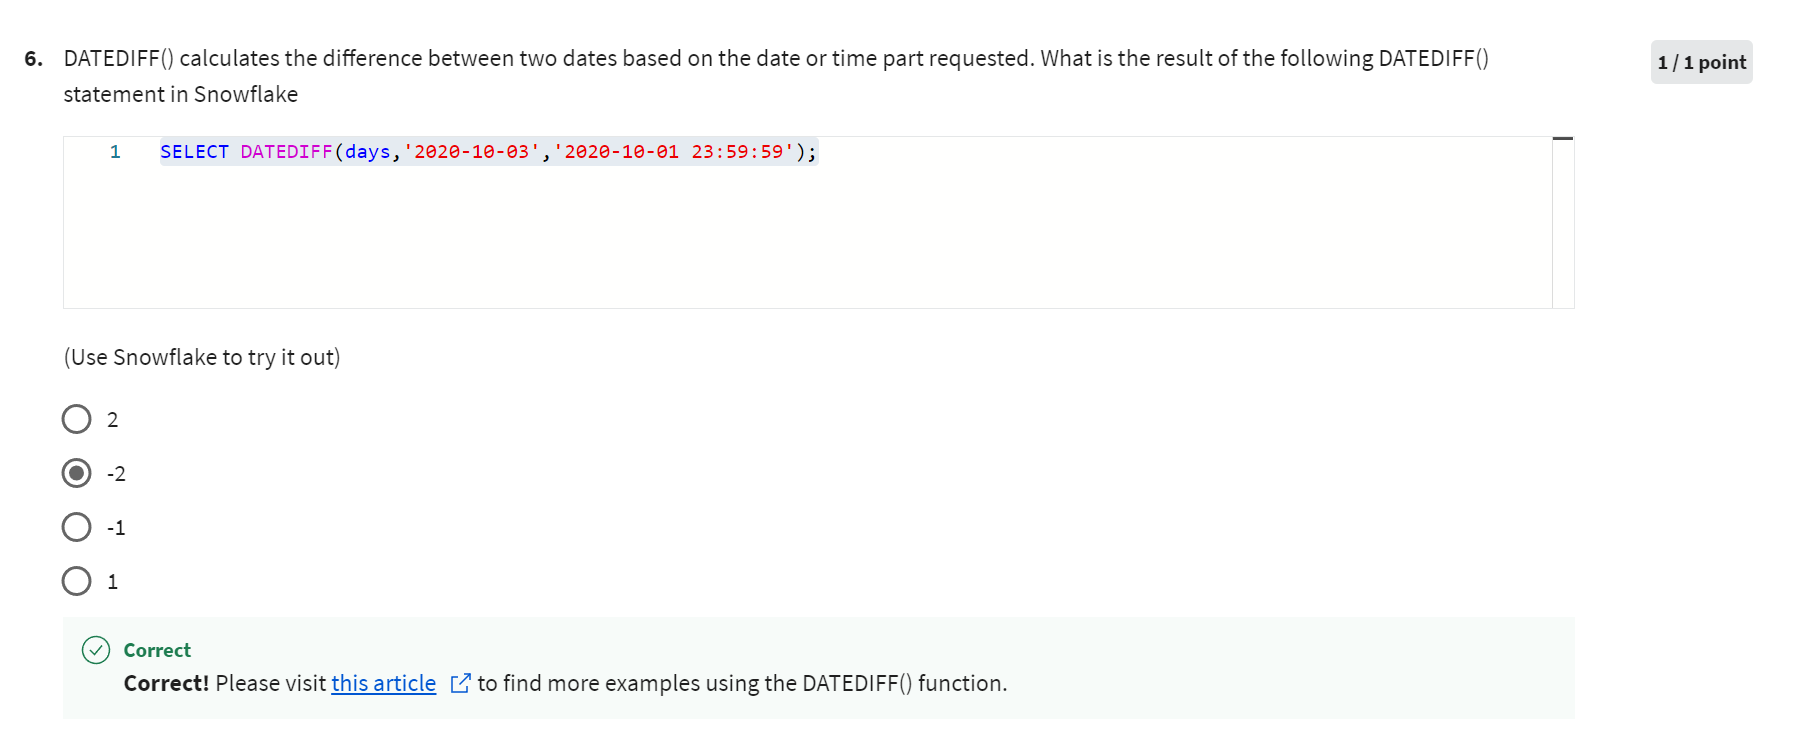 6. DATEDIFF() calculates the difference between two dates based on the date or time part requested. What is the result of the following DATEDIFF()
1 / 1 point
statement in Snowflake
1 SELECT DATEDIFF(days,'2020-10-03','2020-10-01 23:59:59');
(Use Snowflake to try it out)
2
-2
-1
1
Correct
Correct! Please visit this article to find more examples using the DATEDIFF() function.